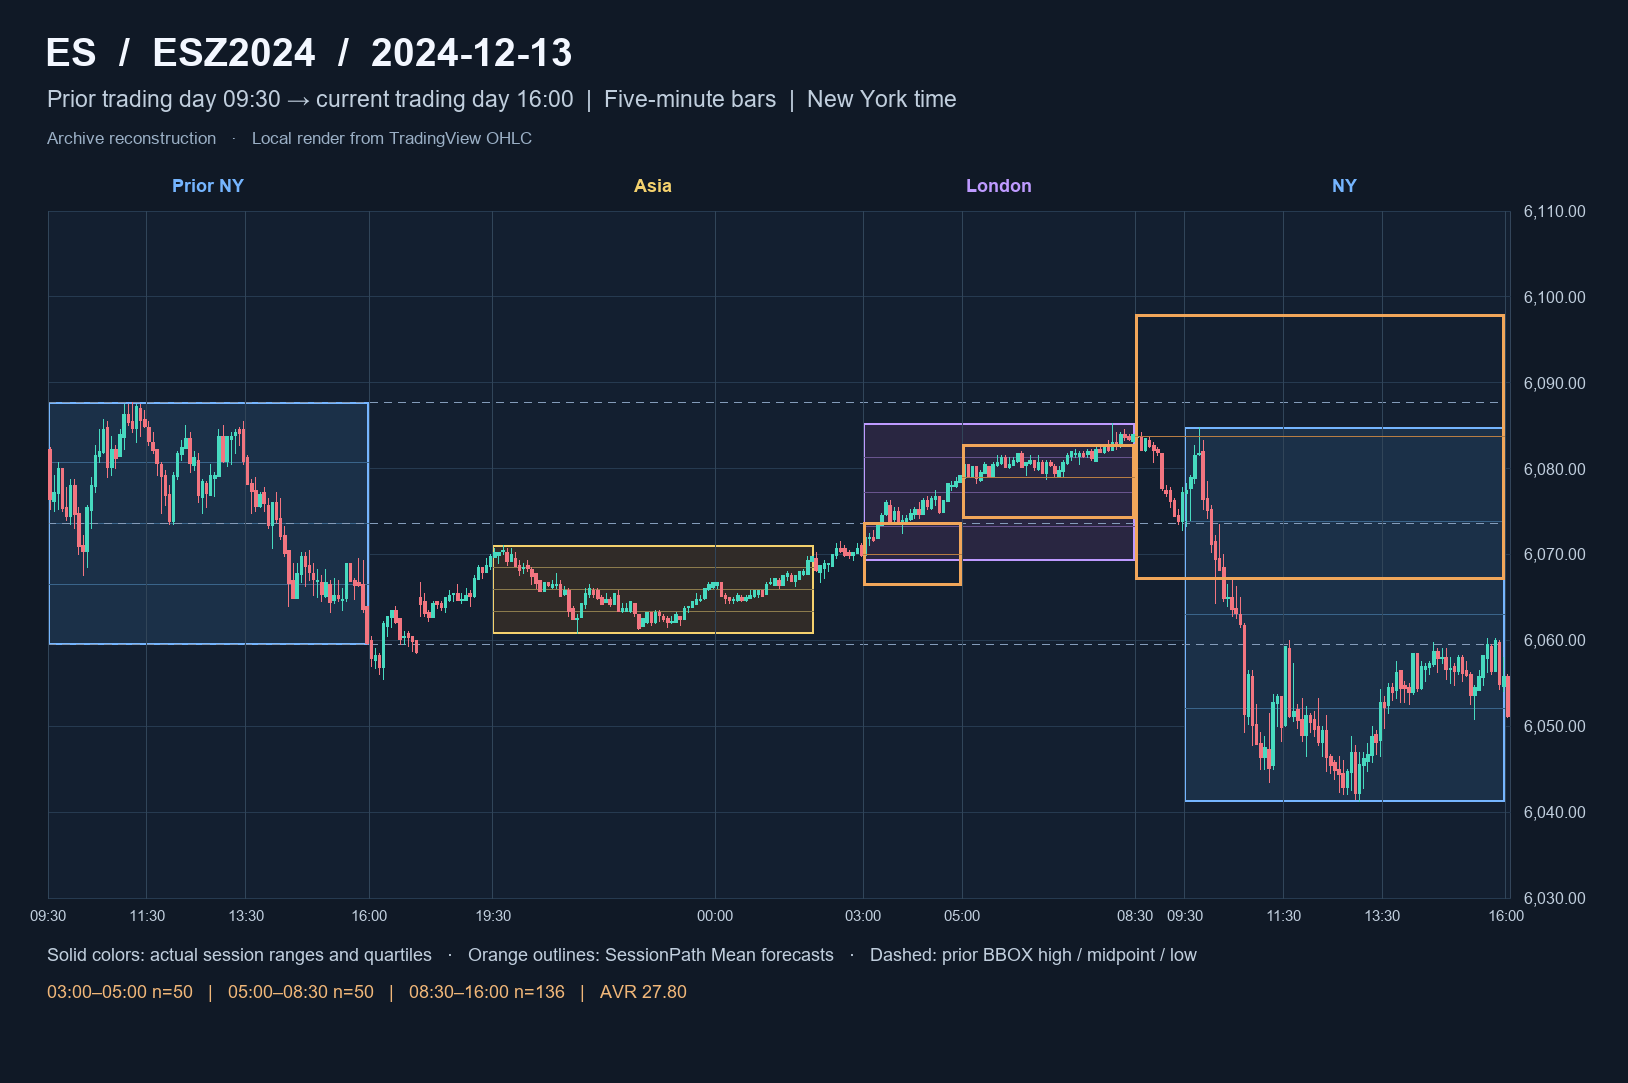 ES / ESZ2024 / 2024-12-13
Prior trading day 09:30 → current trading day 16:00 | Five-minute bars | New York time
Archive reconstruction · Local render from TradingView OHLC
Prior NY Asia London NY
6,110.00
6,100.00
6,090.00
6,080.00
6,070.00
6,060.00
6,050.00
6,040.00
6,030.00
09:30 11:30 13:30 16:00 19:30 00:00 03:00 05:00 08:30 09:30 11:30 13:30 16:00
Solid colors: actual session ranges and quartiles · Orange outlines: SessionPath Mean forecasts · Dashed: prior BBOX high / midpoint / low
03:00–05:00 n=50 | 05:00–08:30 n=50 | 08:30–16:00 n=136 | AVR 27.80